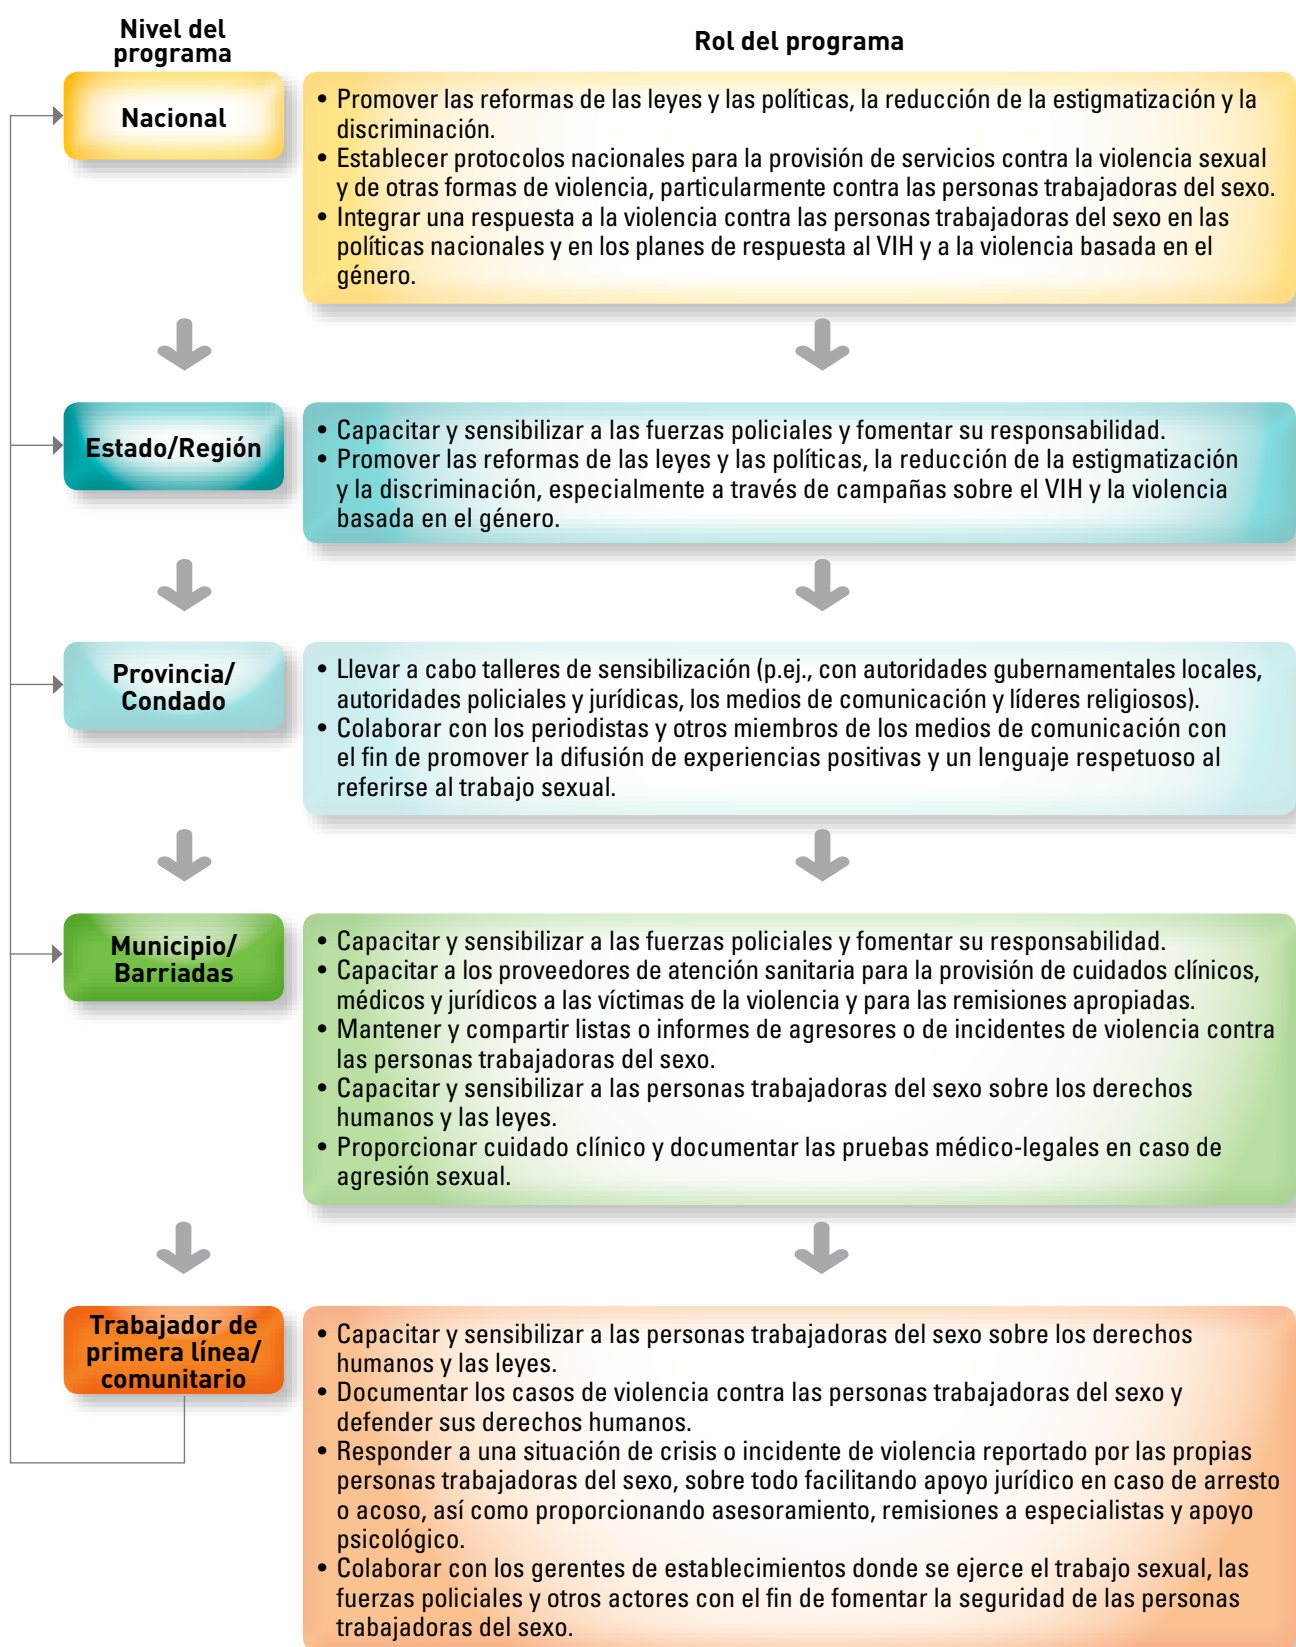 Nivel del
programa
Rol del programa
Nacional
• Promover las reformas de las leyes y las políticas, la reducción de la estigmatización y la
discriminación.
• Establecer protocolos nacionales para la provisión de servicios contra la violencia sexual
y de otras formas de violencia, particularmente contra las personas trabajadoras del sexo.
• Integrar una respuesta a la violencia contra las personas trabajadoras del sexo en las
políticas nacionales y en los planes de respuesta al VIH y a la violencia basada en el
género.
Estado/Región
• Capacitar y sensibilizar a las fuerzas policiales y fomentar su responsabilidad.
• Promover las reformas de las leyes y las políticas, la reducción de la estigmatización
y la discriminación, especialmente a través de campañas sobre el VIH y la violencia
basada en el género.
Provincia/
Condado
• Llevar a cabo talleres de sensibilización (p.ej., con autoridades gubernamentales locales,
autoridades policiales y jurídicas, los medios de comunicación y líderes religiosos).
• Colaborar con los periodistas y otros miembros de los medios de comunicación con
el fin de promover la difusión de experiencias positivas y un lenguaje respetuoso al
referirse al trabajo sexual.
Municipio/
Barriadas
• Capacitar y sensibilizar a las fuerzas policiales y fomentar su responsabilidad.
• Capacitar a los proveedores de atención sanitaria para la provisión de cuidados clínicos,
médicos y jurídicos a las víctimas de la violencia y para las remisiones apropiadas.
• Mantener y compartir listas o informes de agresores o de incidentes de violencia contra
las personas trabajadoras del sexo.
• Capacitar y sensibilizar a las personas trabajadoras del sexo sobre los derechos
humanos y las leyes.
• Proporcionar cuidado clínico y documentar las pruebas médico-legales en caso de
agresión sexual.
Trabajador de
primera línea/
comunitario
• Capacitar y sensibilizar a las personas trabajadoras del sexo sobre los derechos
humanos y las leyes.
• Documentar los casos de violencia contra las personas trabajadoras del sexo y
defender sus derechos humanos.
• Responder a una situación de crisis o incidente de violencia reportado por las propias
personas trabajadoras del sexo, sobre todo facilitando apoyo jurídico en caso de arresto
o acoso, así como proporcionando asesoramiento, remisiones a especialistas y apoyo
psicológico.
• Colaborar con los gerentes de establecimientos donde se ejerce el trabajo sexual, las
fuerzas policiales y otros actores con el fin de fomentar la seguridad de las personas
trabajadoras del sexo.